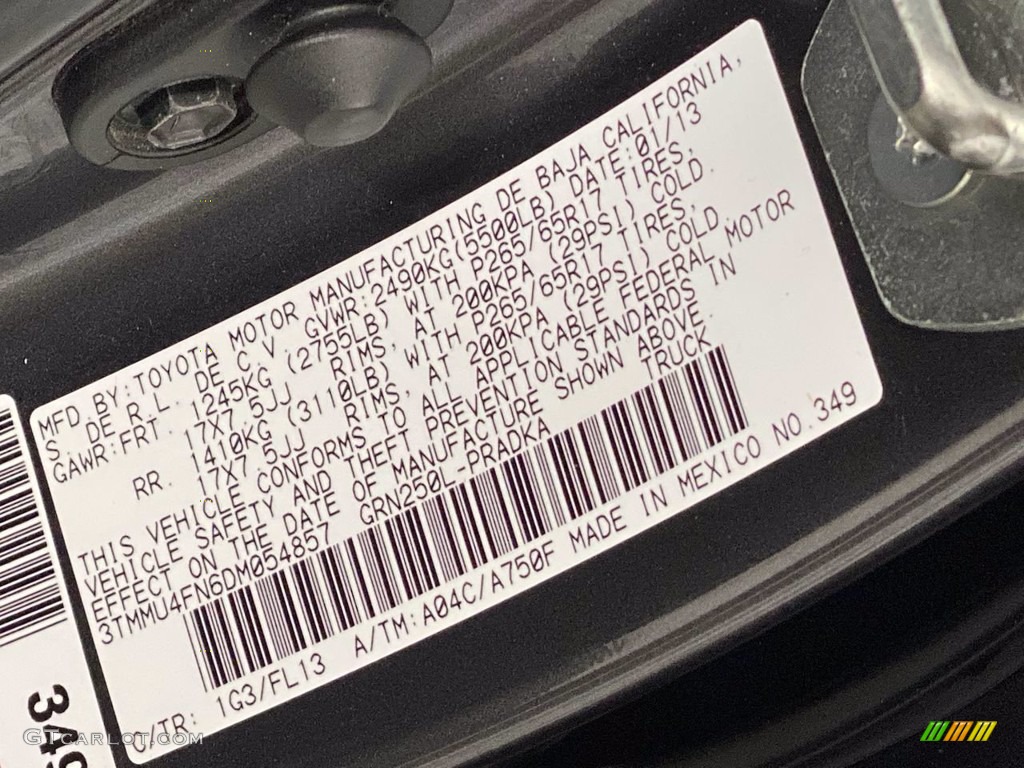 MFD.BY:TOYOTA MOTOR MANUFACTURING DE BAJA CALIFORNIA,
S. DE R.L. DE C.V. GVWR:2490KG(5500LB) DATE:01/13
GAWR:FRT. 1245KG (2755LB) WITH P265/65R17 TIRES,
17X7.5JJ RIMS, AT 200KPA (29PSI) COLD.
RR. 1410KG (3110LB) WITH P265/65R17 TIRES,
17X7.5JJ RIMS, AT 200KPA (29PSI) COLD.
THIS VEHICLE CONFORMS TO ALL APPLICABLE FEDERAL MOTOR
VEHICLE SAFETY AND THEFT PREVENTION STANDARDS IN
EFFECT ON THE DATE OF MANUFACTURE SHOWN ABOVE.
3TMMU4FN6DM054857 GRN250L-PRADKA TRUCK
C/TR: 1G3/FL13 A/TM:A04C/A750F MADE IN MEXICO NO.349
3/49
GTCarLot.com